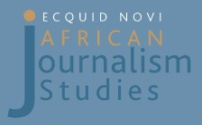 ECQUID NOVI
AFRICAN
journalism
Studies